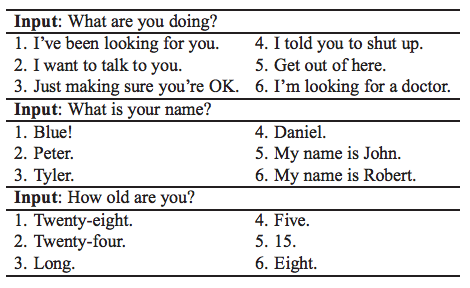 Input: What are you doing?
1. I've been looking for you. 4. I told you to shut up.
2. I want to talk to you. 5. Get out of here.
3. Just making sure you're OK. 6. I'm looking for a doctor.
Input: What is your name?
1. Blue! 4. Daniel.
2. Peter. 5. My name is John.
3. Tyler. 6. My name is Robert.
Input: How old are you?
1. Twenty-eight. 4. Five.
2. Twenty-four. 5. 15.
3. Long. 6. Eight.